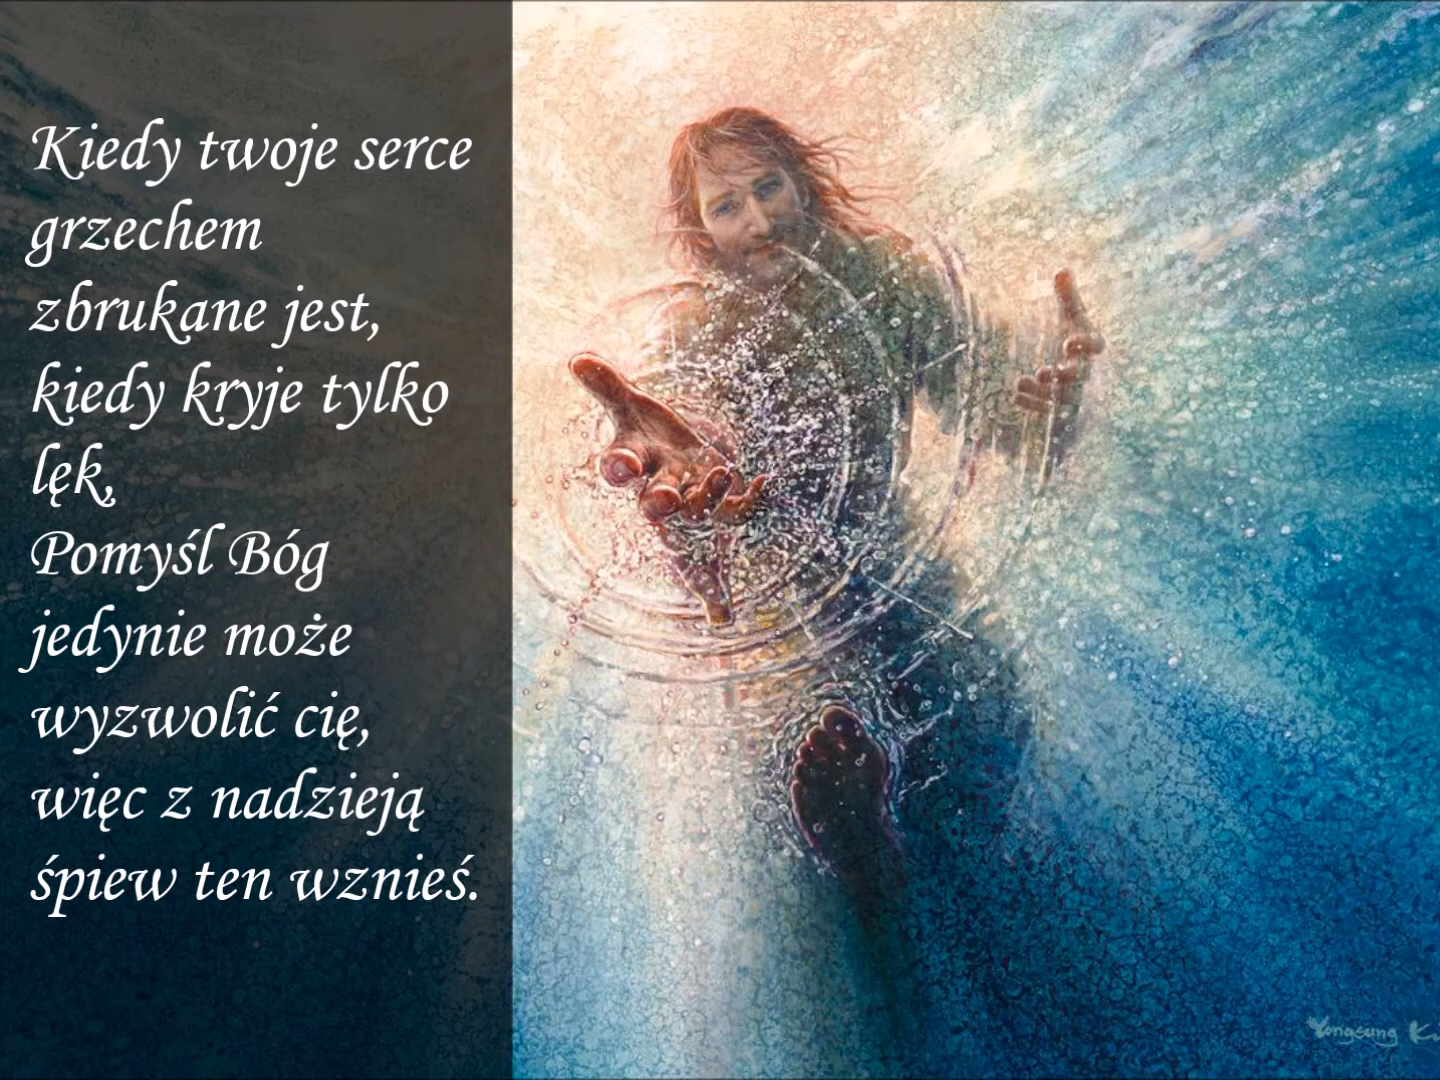 Kiedy twoje serce
grzechem
zbrukane jest,
kiedy kryje tylko
lęk,
Pomyśl Bóg
jedynie może
wyzwolić cię,
więc z nadzieją
śpiew ten wznieś.
Yongsung